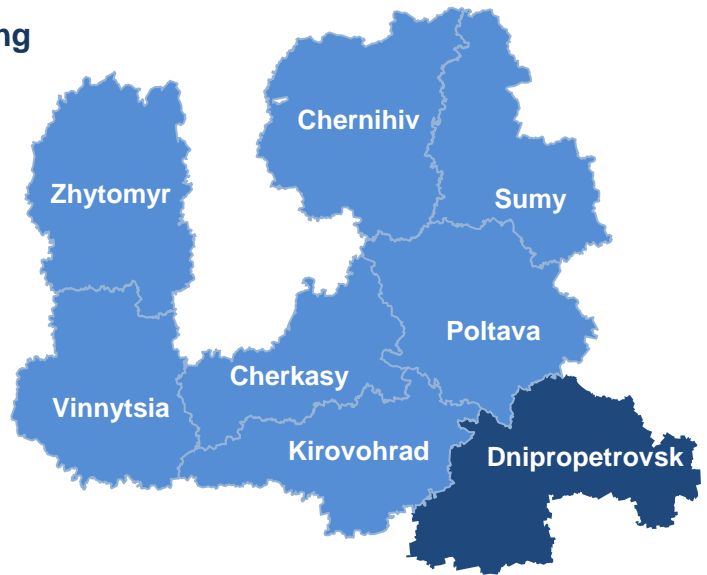 ng
Chernihiv
Zhytomyr
Sumy
Poltava
Cherkasy
Vinnytsia
Kirovohrad
Dnipropetrovsk